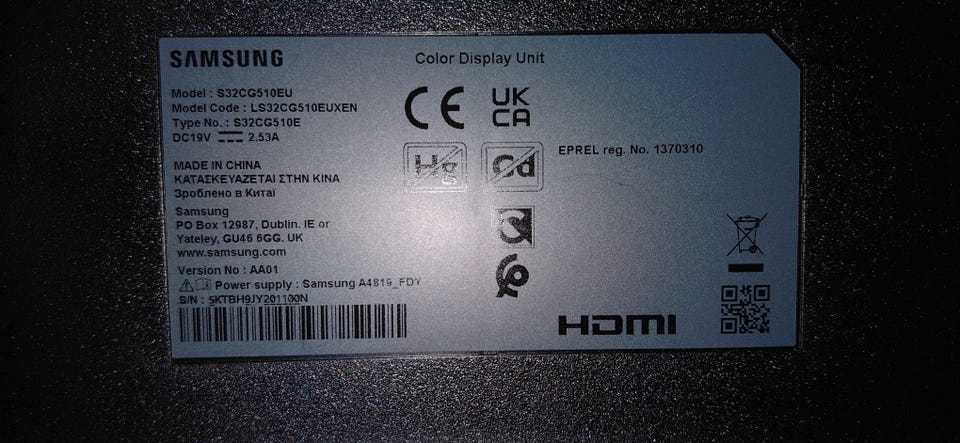 SAMSUNG
Color Display Unit
Model : S32CG510EU
Model Code : LS32CG510EUXEN
Type No. : S32CG510E
DC19V 2.53A
CE
UK
CA
Hg
Cd
EPREL reg. No. 1370310
MADE IN CHINA
ΚΑΤΑΣΚΕΥΑΖΕΤΑΙ ΣΤΗΝ ΚΙΝΑ
Зроблено в Китаї
Samsung
PO Box 12987, Dublin. IE or
Yateley, GU46 6GG. UK
www.samsung.com
Version No : AA01
Power supply : Samsung A4819_FDY
S/N : SKTBH9JY201100N
HDMI